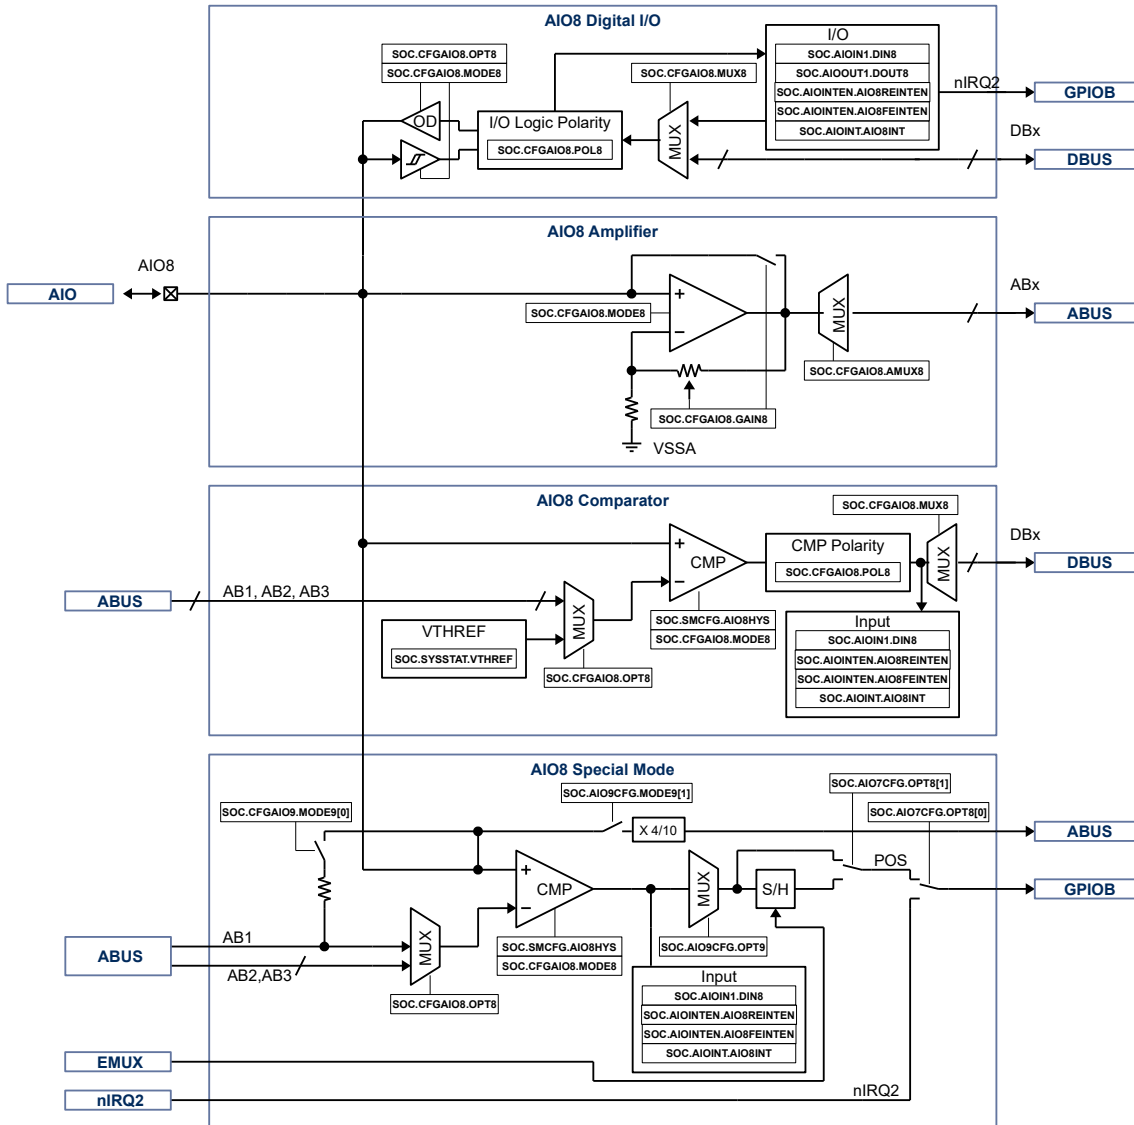 AIO8 Digital I/O
SOC.CFGAIO8.OPT8
SOC.CFGAIO8.MODE8
SOC.CFGAIO8.MUX8
I/O
SOC.AIOIN1.DIN8
SOC.AIOOUT1.DOUT8
SOC.AIOINTEN.AIO8REINTEN
SOC.AIOINTEN.AIO8FEINTEN
SOC.AIOINT.AIO8INT
nIRQ2
GPIOB
OD
I/O Logic Polarity
SOC.CFGAIO8.POL8
MUX
DBx
DBUS
AIO8 Amplifier
AIO8
AIO
SOC.CFGAIO8.MODE8
+
−
MUX
ABx
ABUS
SOC.CFGAIO8.AMUX8
SOC.CFGAIO8.GAIN8
VSSA
AIO8 Comparator
SOC.CFGAIO8.MUX8
+
−
CMP
CMP Polarity
SOC.CFGAIO8.POL8
MUX
DBx
DBUS
ABUS
AB1, AB2, AB3
MUX
VTHREF
SOC.SYSSTAT.VTHREF
SOC.CFGAIO8.OPT8
SOC.SMCFG.AIO8HYS
SOC.CFGAIO8.MODE8
Input
SOC.AIOIN1.DIN8
SOC.AIOINTEN.AIO8REINTEN
SOC.AIOINTEN.AIO8FEINTEN
SOC.AIOINT.AIO8INT
AIO8 Special Mode
SOC.CFGAIO9.MODE9[0]
SOC.AIO9CFG.MODE9[1]
SOC.AIO7CFG.OPT8[1]
SOC.AIO7CFG.OPT8[0]
X 4/10
ABUS
+
−
CMP
MUX
S/H
POS
GPIOB
SOC.AIO9CFG.OPT9
ABUS
AB1
AB2,AB3
MUX
SOC.CFGAIO8.OPT8
SOC.SMCFG.AIO8HYS
SOC.CFGAIO8.MODE8
Input
SOC.AIOIN1.DIN8
SOC.AIOINTEN.AIO8REINTEN
SOC.AIOINTEN.AIO8FEINTEN
SOC.AIOINT.AIO8INT
EMUX
nIRQ2
nIRQ2